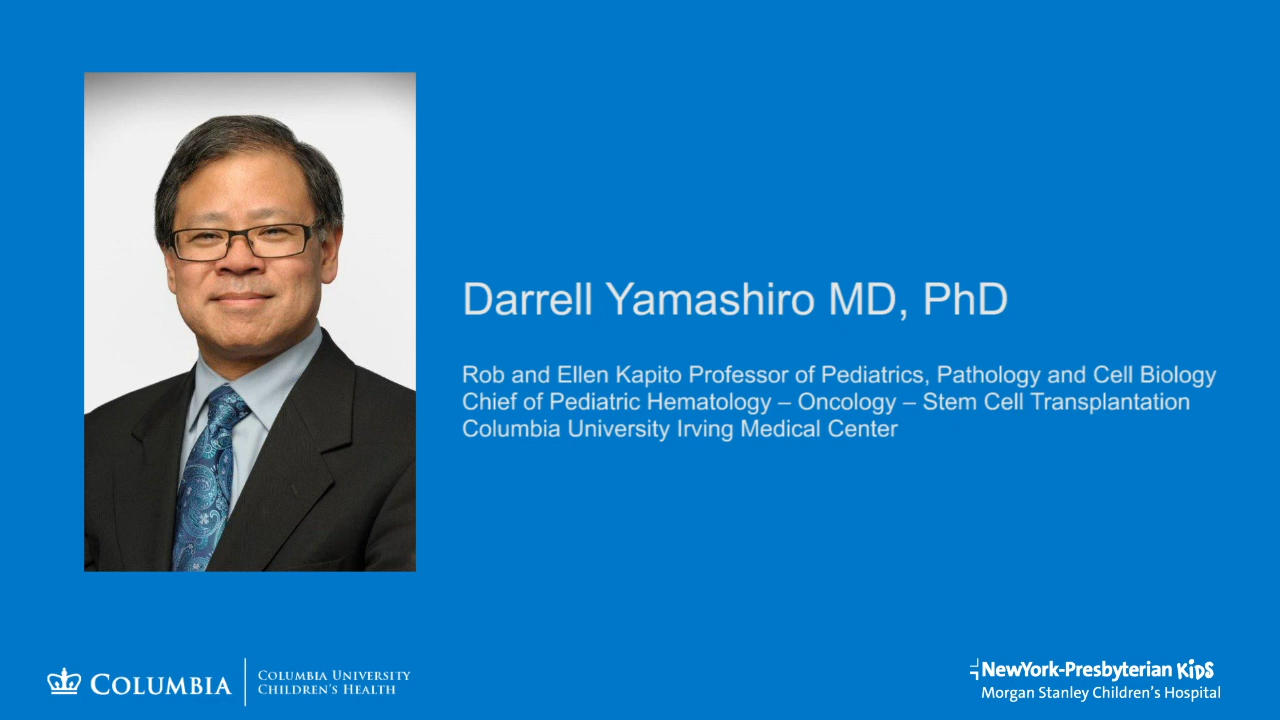 Darrell Yamashiro MD, PhD
Rob and Ellen Kapito Professor of Pediatrics, Pathology and Cell Biology
Chief of Pediatric Hematology – Oncology – Stem Cell Transplantation
Columbia University Irving Medical Center
COLUMBIA
COLUMBIA UNIVERSITY
CHILDREN'S HEALTH
NewYork-Presbyterian KiDS
Morgan Stanley Children's Hospital